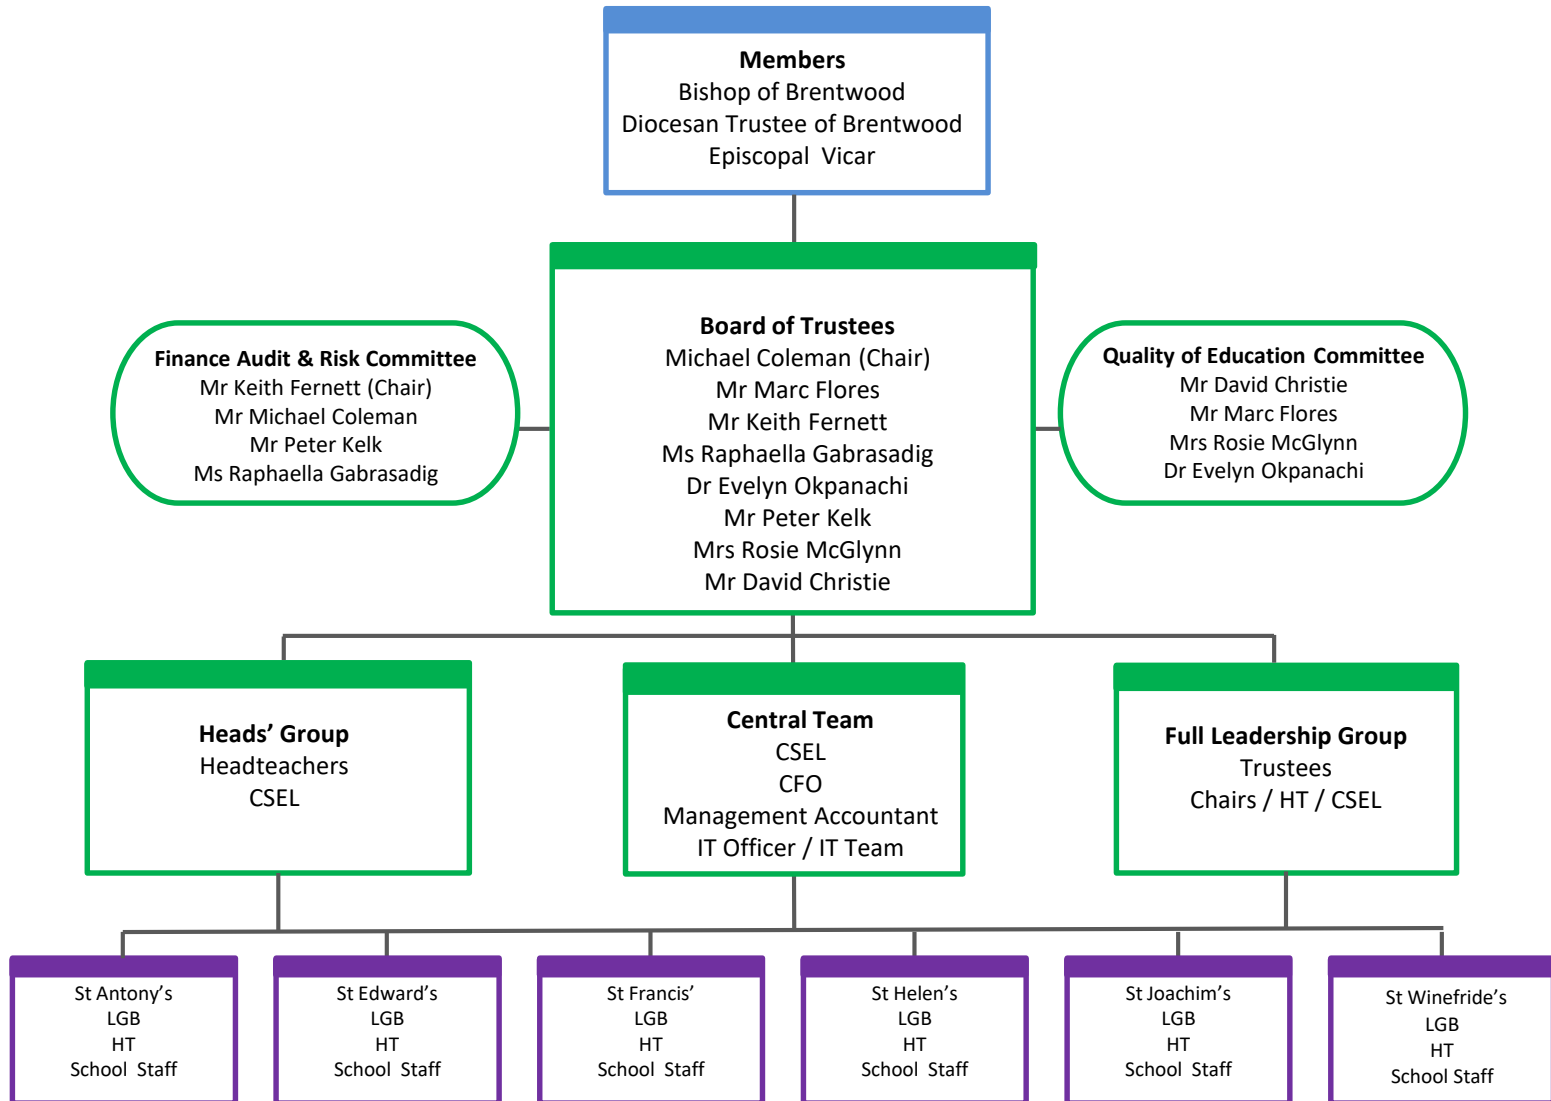 Members
Bishop of Brentwood
Diocesan Trustee of Brentwood
Episcopal Vicar
Finance Audit & Risk Committee
Mr Keith Fernett (Chair)
Mr Michael Coleman
Mr Peter Kelk
Ms Raphaella Gabrasadig
Board of Trustees
Michael Coleman (Chair)
Mr Marc Flores
Mr Keith Fernett
Ms Raphaella Gabrasadig
Dr Evelyn Okpanachi
Mr Peter Kelk
Mrs Rosie McGlynn
Mr David Christie
Quality of Education Committee
Mr David Christie
Mr Marc Flores
Mrs Rosie McGlynn
Dr Evelyn Okpanachi
Heads’ Group
Headteachers
CSEL
Central Team
CSEL
CFO
Management Accountant
IT Officer / IT Team
Full Leadership Group
Trustees
Chairs / HT / CSEL
St Antony’s
LGB
HT
School Staff
St Edward’s
LGB
HT
School Staff
St Francis’
LGB
HT
School Staff
St Helen’s
LGB
HT
School Staff
St Joachim’s
LGB
HT
School Staff
St Winefride’s
LGB
HT
School Staff